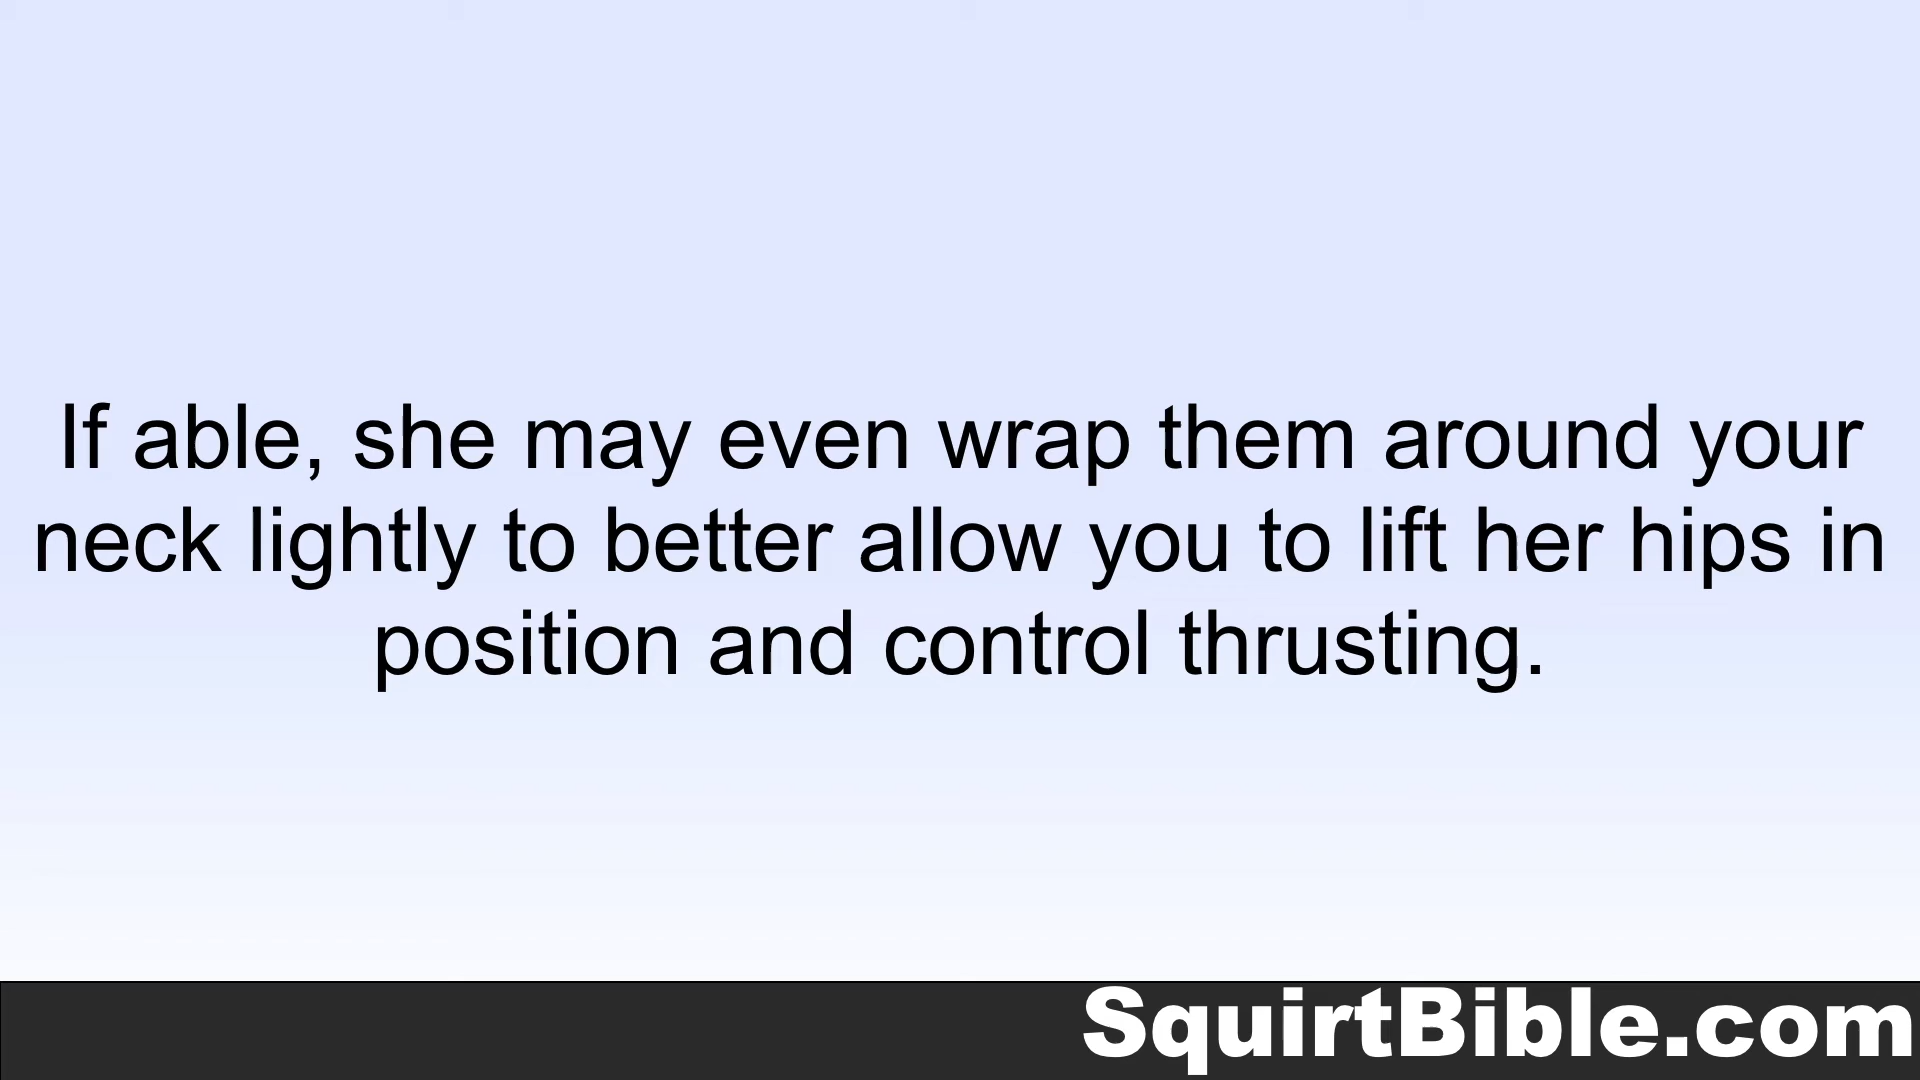 If able, she may even wrap them around your
neck lightly to better allow you to lift her hips in
position and control thrusting.
SquirtBible.com